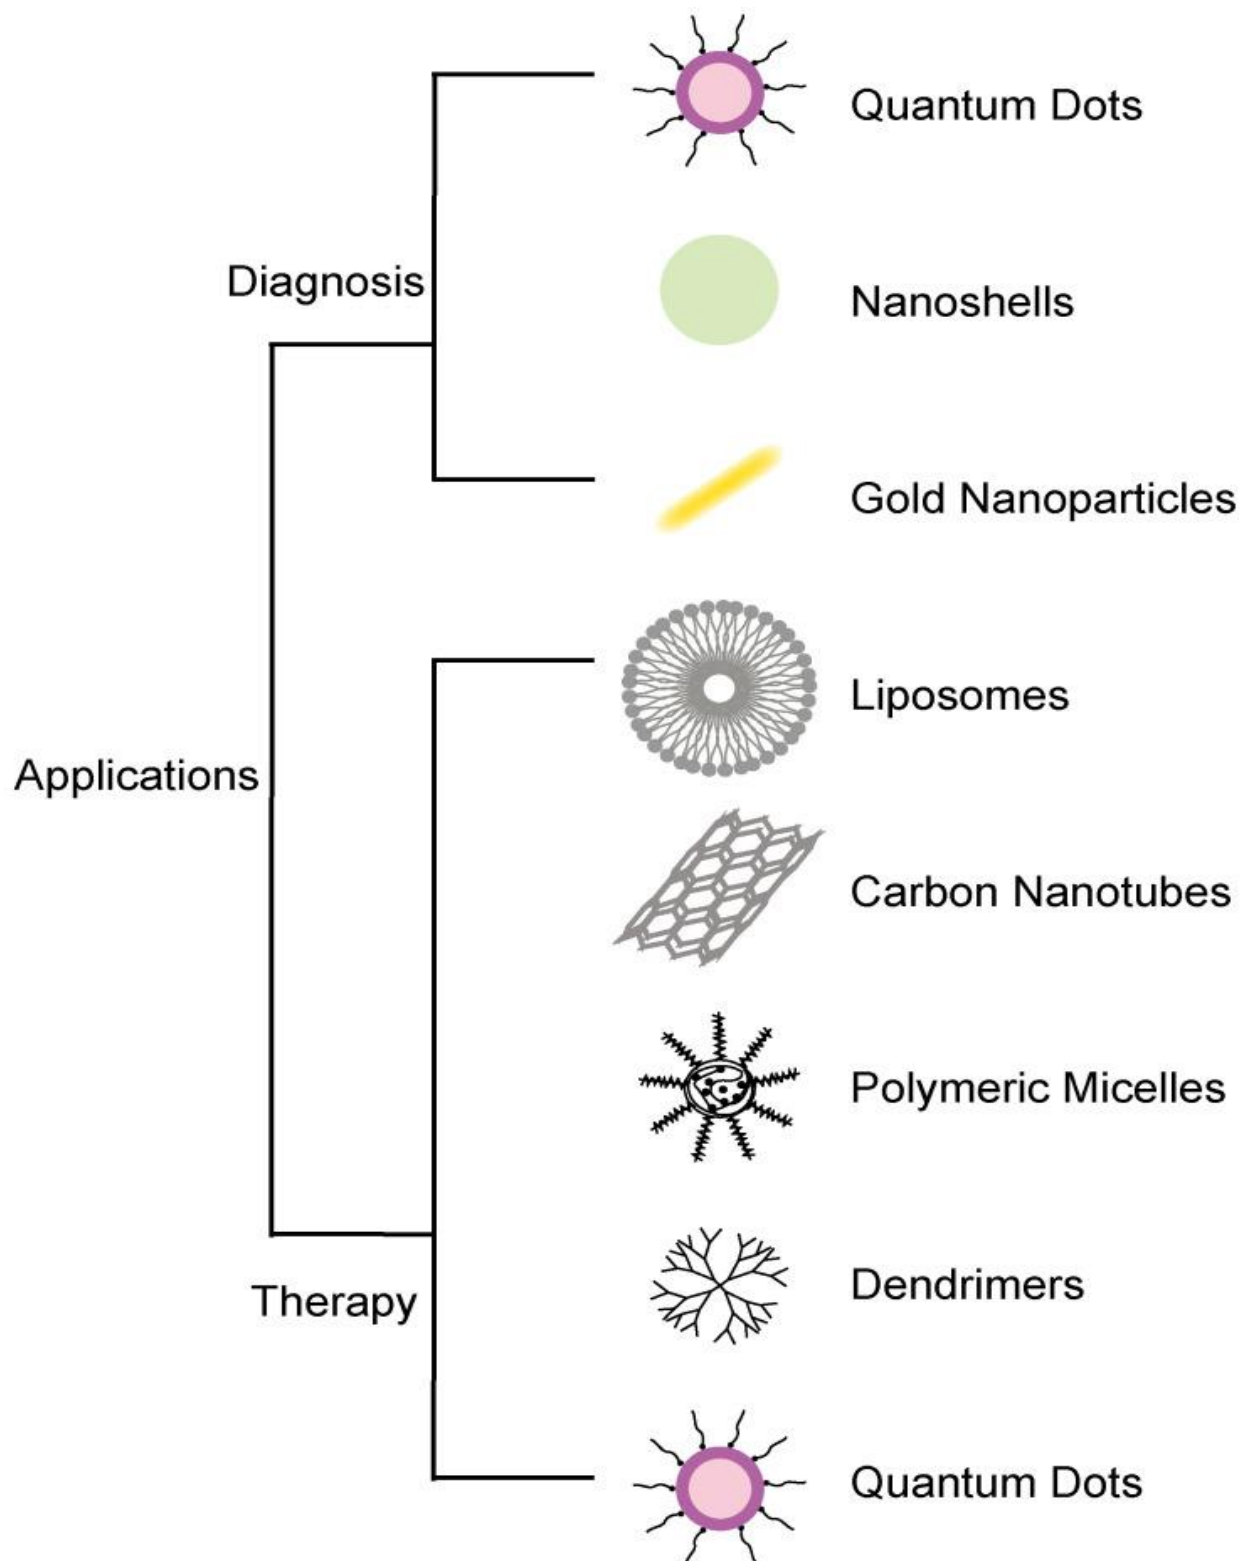 Quantum Dots
Nanoshells
Diagnosis
Gold Nanoparticles
Liposomes
Applications
Carbon Nanotubes
Polymeric Micelles
Dendrimers
Therapy
Quantum Dots